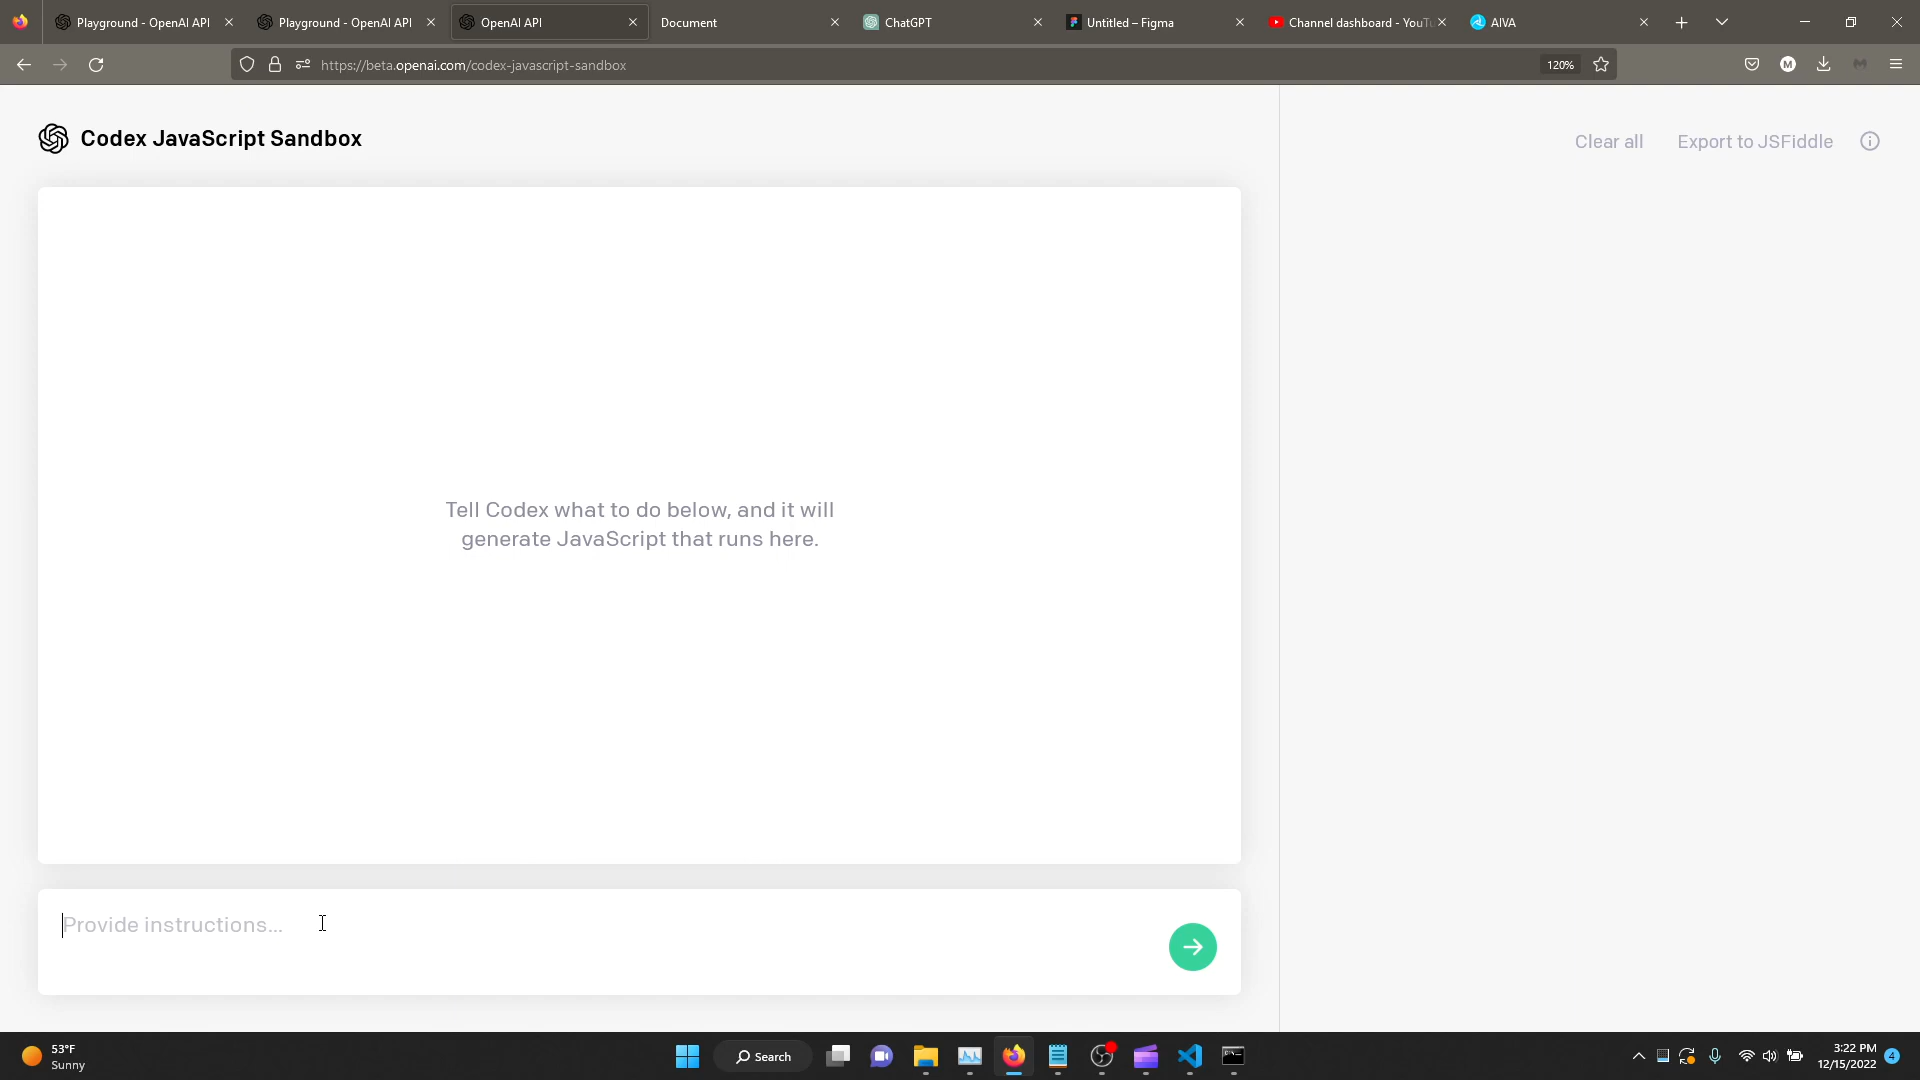 Playground - OpenAI API
Playground - OpenAI API
OpenAI API
Document
ChatGPT
Untitled – Figma
Channel dashboard - YouTu
AIVA
https://beta.openai.com/codex-javascript-sandbox
120%
M
Codex JavaScript Sandbox
Clear all
Export to JSFiddle
Tell Codex what to do below, and it will
generate JavaScript that runs here.
Provide instructions...
53°F
Sunny
Search
3:22 PM
12/15/2022
4